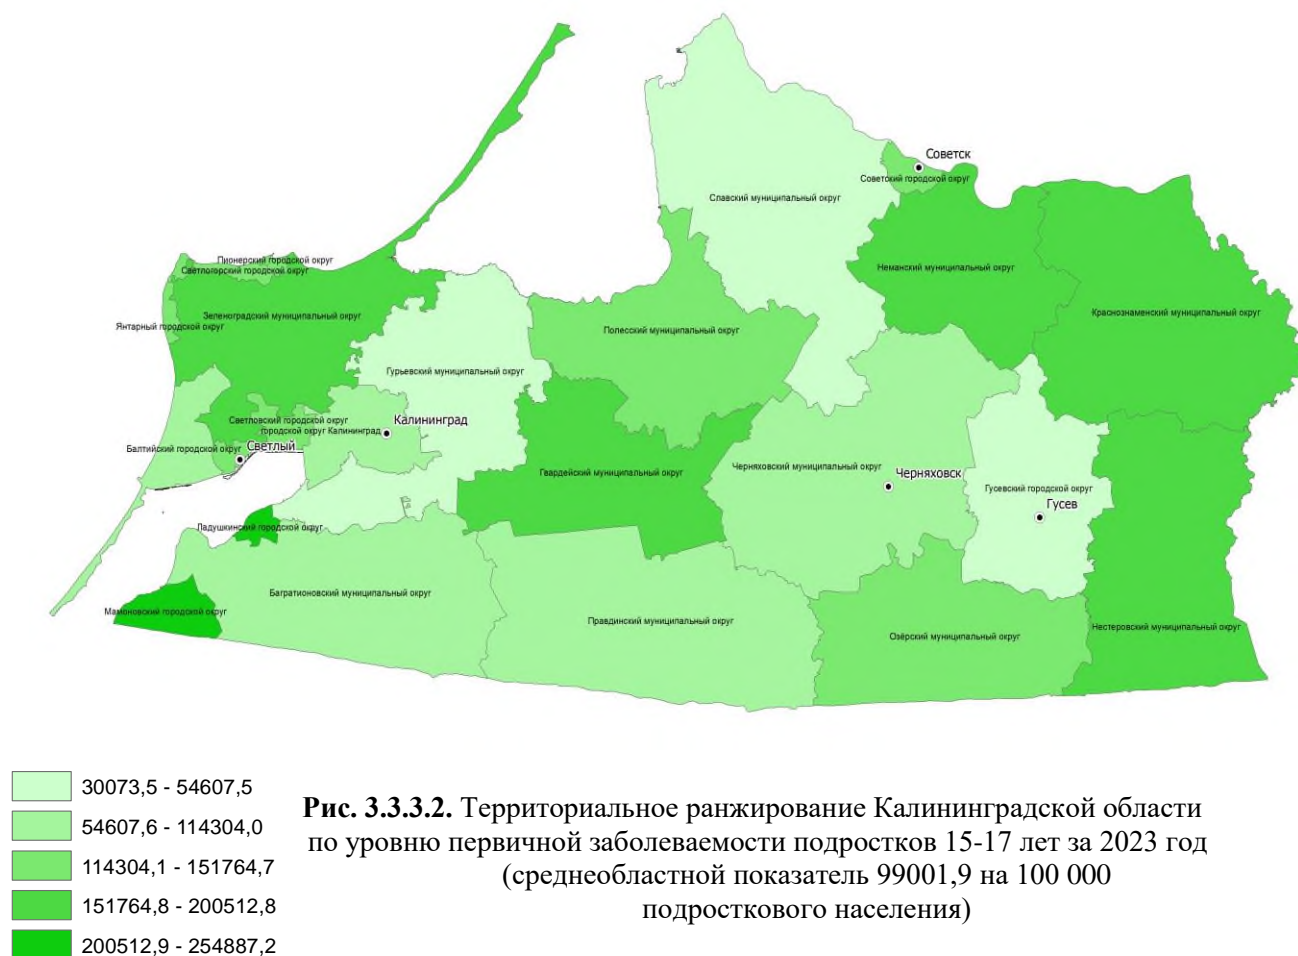 Советск
Советский городской округ
Славский муниципальный округ
Пионерский городской округ
Светлогорский городской округ
Неманский муниципальный округ
Зеленоградский муниципальный округ
Краснознаменский муниципальный округ
Янтарный городской округ
Полесский муниципальный округ
Гурьевский муниципальный округ
Светловский городской округ
Калининград
городской округ Калининград
Балтийский городской округ
Светлый
Гвардейский муниципальный округ
Черняховский муниципальный округ
Черняховск
Гусевский городской округ
Гусев
Ладушкинский городской округ
Багратионовский муниципальный округ
Мамоновский городской округ
Правдинский муниципальный округ
Озёрский муниципальный округ
Нестеровский муниципальный округ
30073,5 - 54607,5
54607,6 - 114304,0
114304,1 - 151764,7
151764,8 - 200512,8
200512,9 - 254887,2
Рис. 3.3.3.2. Территориальное ранжирование Калининградской области
по уровню первичной заболеваемости подростков 15-17 лет за 2023 год
(среднеобластной показатель 99001,9 на 100 000
подросткового населения)